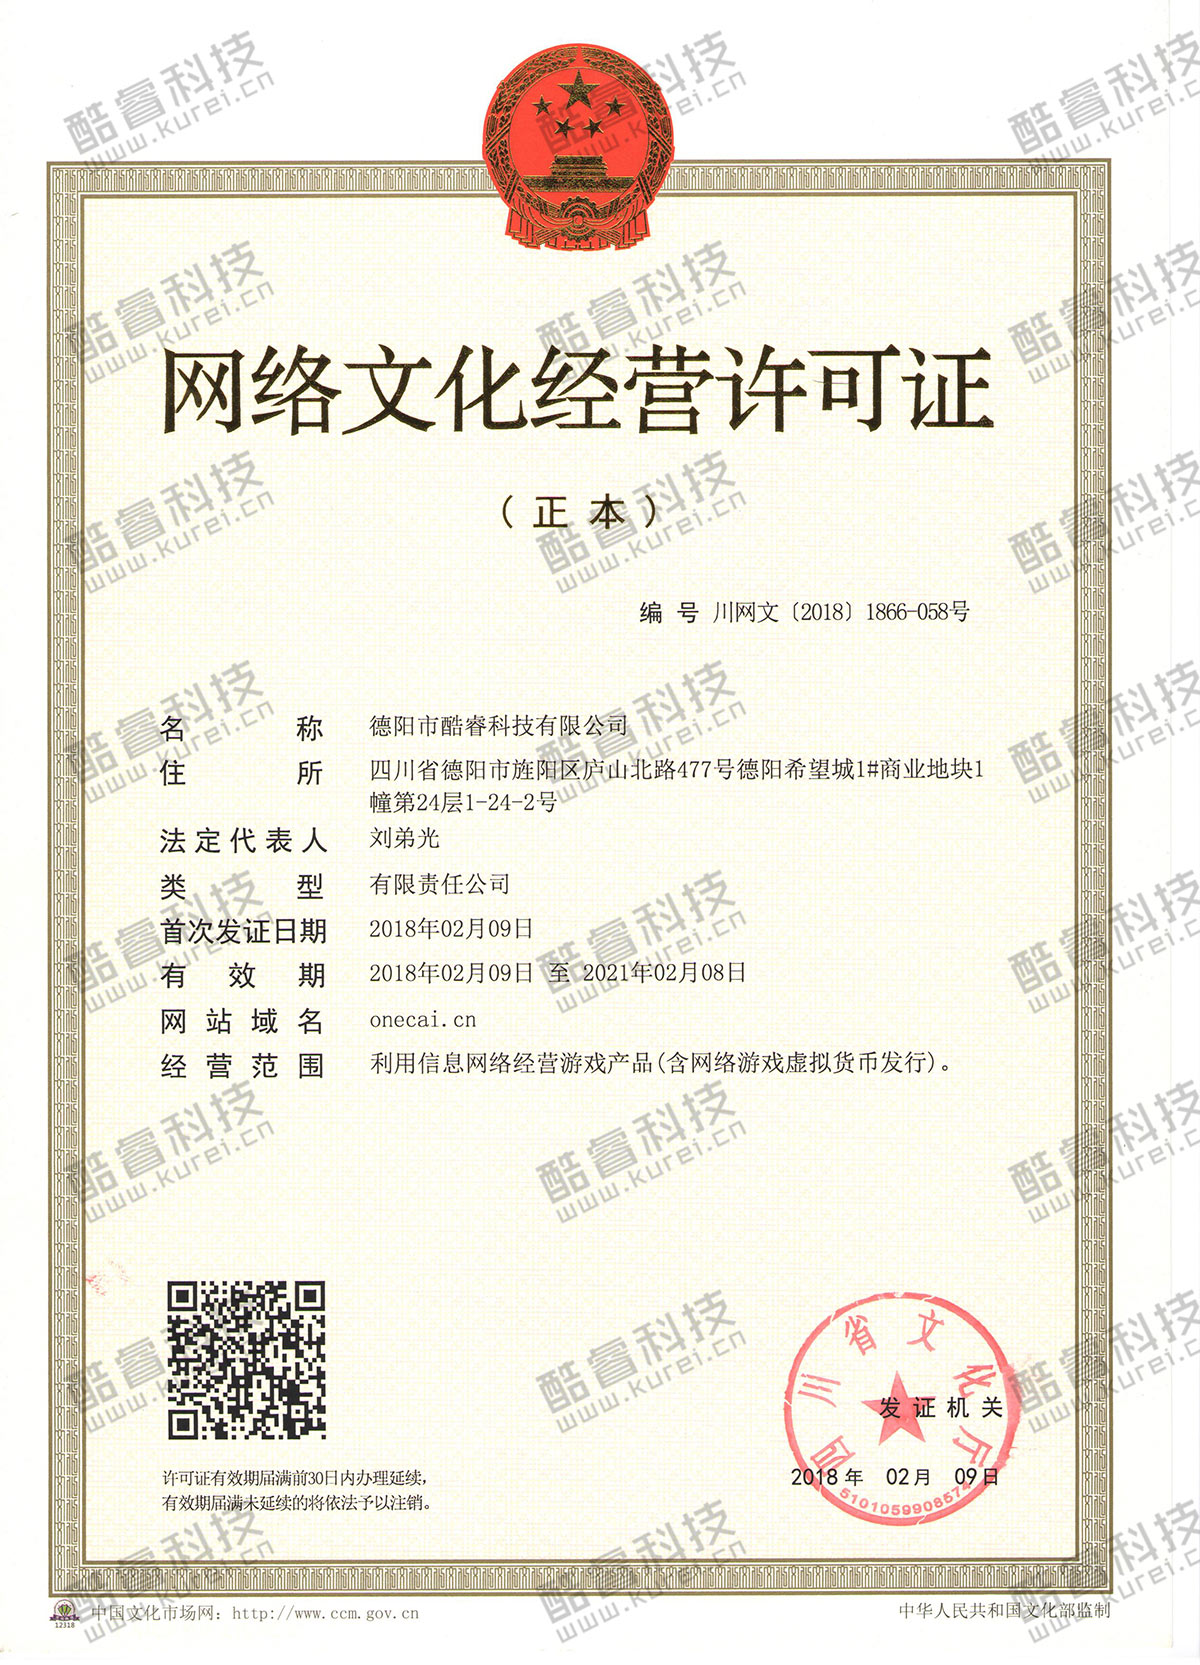 网络文化经营许可证
（正本）
编 号 川网文〔2018〕1866-058号
名 称 德阳市酷睿科技有限公司
住 所 四川省德阳市旌阳区庐山北路477号德阳希望城1#商业地块1
幢第24层1-24-2号
法定代表人 刘弟光
类 型 有限责任公司
首次发证日期 2018年02月09日
有 效 期 2018年02月09日 至 2021年02月08日
网 站 域 名 onecai.cn
经 营 范 围 利用信息网络经营游戏产品(含网络游戏虚拟货币发行)。
四川省文化厅
发证机关
2018 年 02月 09日
5101059908574
许可证有效期届满前30日内办理延续，
有效期届满未延续的将依法予以注销。
12318
中国文化市场网：http://www.ccm.gov.cn
中华人民共和国文化部监制
酷睿科技
www.kurei.cn